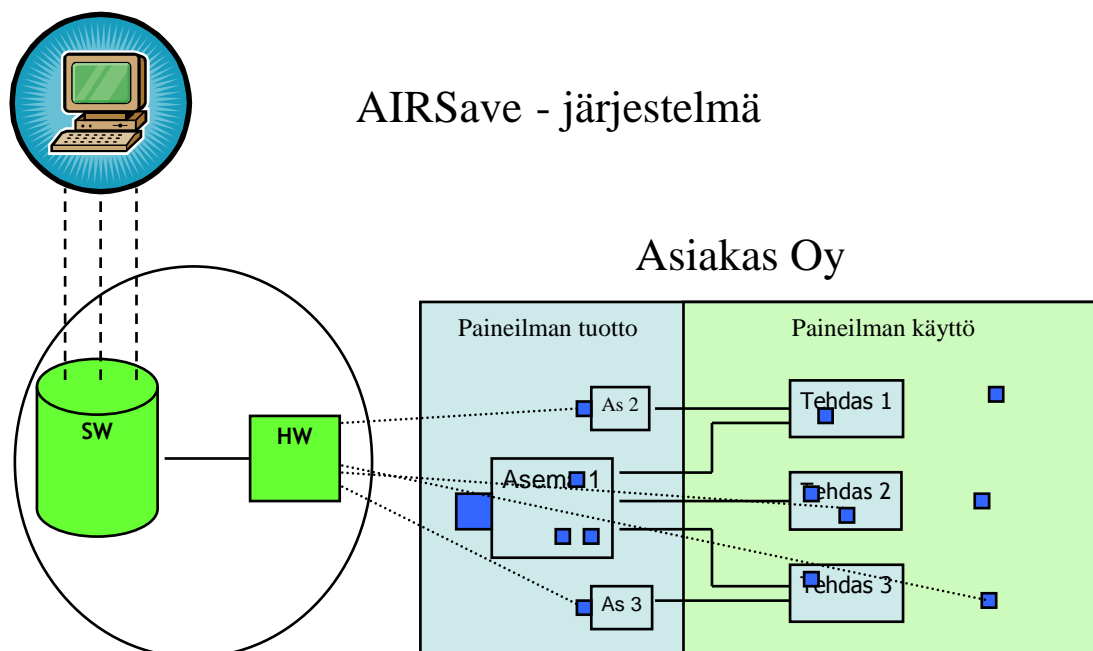 AIRSave - järjestelmä
Asiakas Oy
Paineilman tuotto
Paineilman käyttö
As 2
Tehdas 1
SW
HW
Asema 1
Tehdas 2
As 3
Tehdas 3